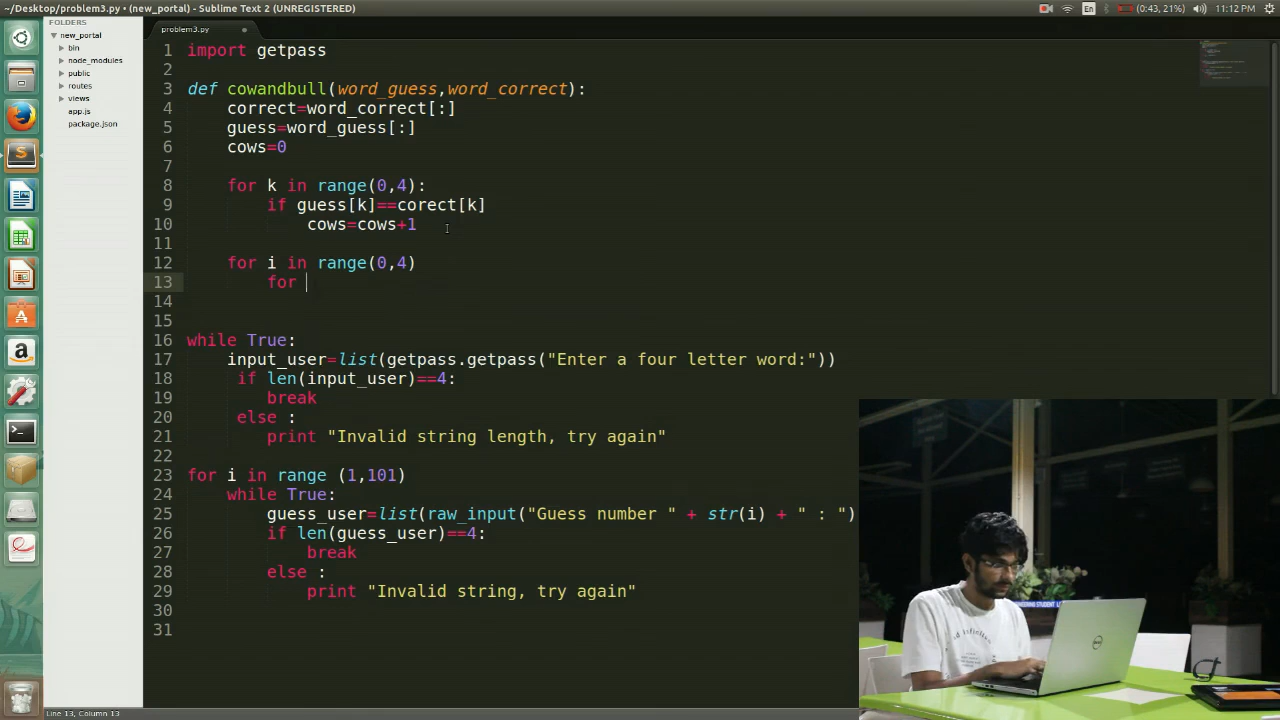 ~/Desktop/problem3.py (new_portal) - Sublime Text 2 (UNREGISTERED)
En
(0:43, 21%)
11:12 PM
FOLDERS
new_portal
bin
node_modules
public
routes
views
app.js
package.json
problem3.py
1 import getpass
2
3 def cowandbull(word_guess,word_correct):
4 correct=word_correct[:]
5 guess=word_guess[:]
6 cows=0
7
8 for k in range(0,4):
9 if guess[k]==corect[k]
10 cows=cows+1
11
12 for i in range(0,4)
13 for
14
15
16 while True:
17 input_user=list(getpass.getpass("Enter a four letter word:"))
18 if len(input_user)==4:
19 break
20 else :
21 print "Invalid string length, try again"
22
23 for i in range (1,101)
24 while True:
25 guess_user=list(raw_input("Guess number " + str(i) + " : ")
26 if len(guess_user)==4:
27 break
28 else :
29 print "Invalid string, try again"
30
31
Line 13, Column 13
DELL